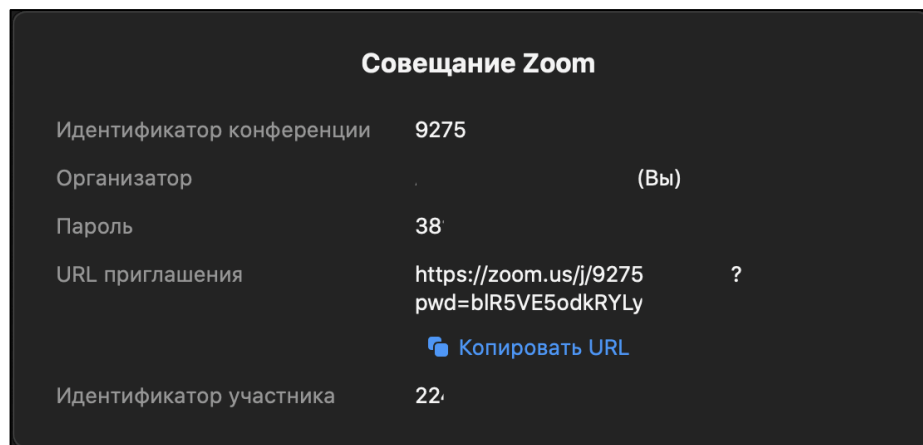 Совещание Zoom
Идентификатор конференции 9275
Организатор (Вы)
Пароль 38
URL приглашения https://zoom.us/j/9275 ?
pwd=blR5VE5odkRYLy
Копировать URL
Идентификатор участника 224